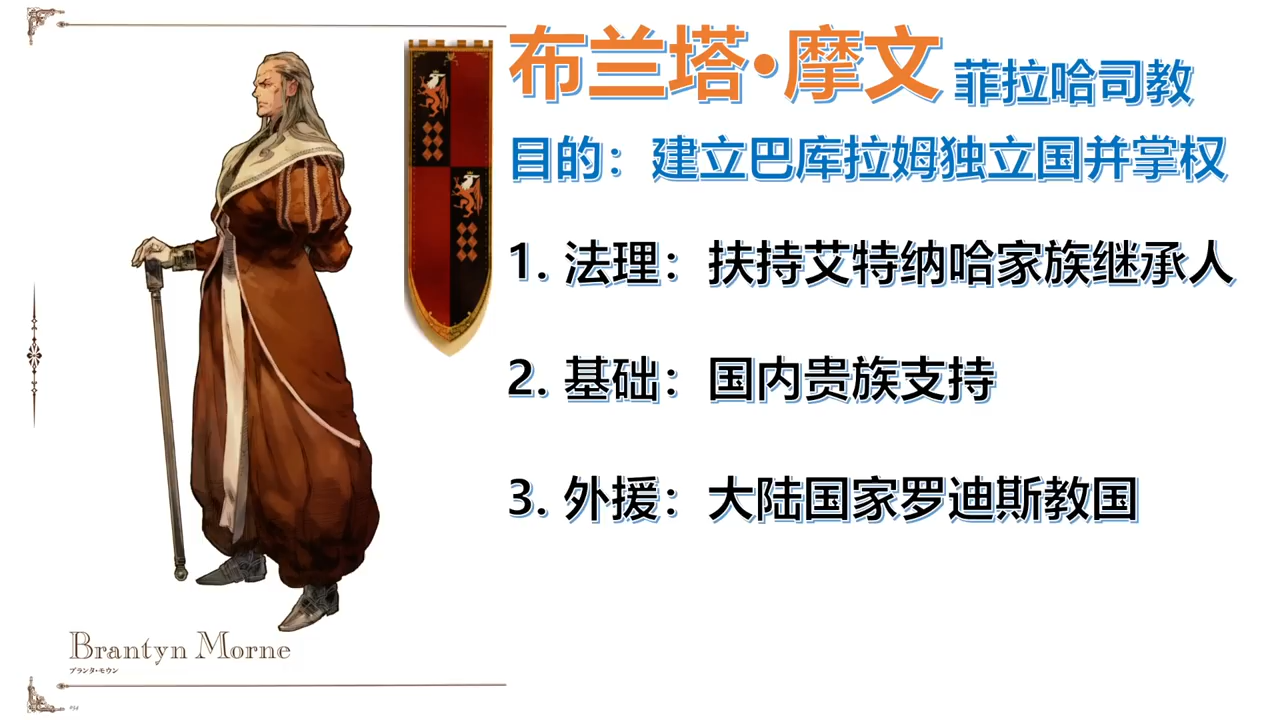 布兰塔·摩文 菲拉哈司教
目的：建立巴库拉姆独立国并掌权
1. 法理：扶持艾特纳哈家族继承人
2. 基础：国内贵族支持
3. 外援：大陆国家罗迪斯教国
Brantyn Morne
ブランタ・モウン
094